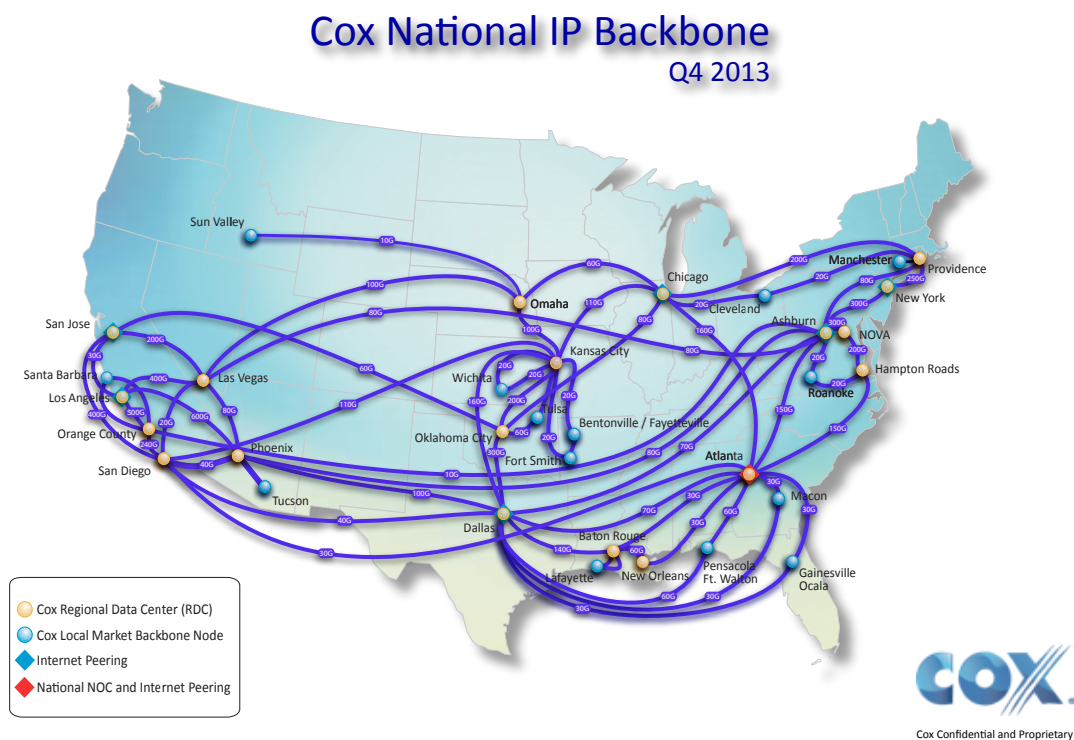 Cox National IP Backbone
Q4 2013
Sun Valley
10G
60G
200G
Manchester
Providence
Chicago
20G
80G
250G
100G
Omaha
110G
20G
Cleveland
New York
300G
80G
80G
160G
Ashburn
300G
NOVA
San Jose
200G
100G
Kansas City
80G
200G
30G
60G
20G
20G
20G
Hampton Roads
Santa Barbara
400G
Las Vegas
Wichita
20G
Roanoke
Los Angeles
110G
160G
200G
20G
400G
500G
600G
80G
Tulsa
150G
150G
Orange County
20G
Oklahoma City
60G
Bentonville / Fayetteville
240G
Phoenix
300G
20G
80G
70G
Atlanta
San Diego
40G
10G
Fort Smith
30G
Tucson
100G
30G
Macon
40G
Dallas
70G
30G
60G
30G
Baton Rouge
30G
140G
60G
Lafayette
New Orleans
Pensacola
Ft. Walton
Gainesville
Ocala
60G
30G
30G
Cox Regional Data Center (RDC)
Cox Local Market Backbone Node
Internet Peering
National NOC and Internet Peering
COX
Cox Confidential and Proprietary